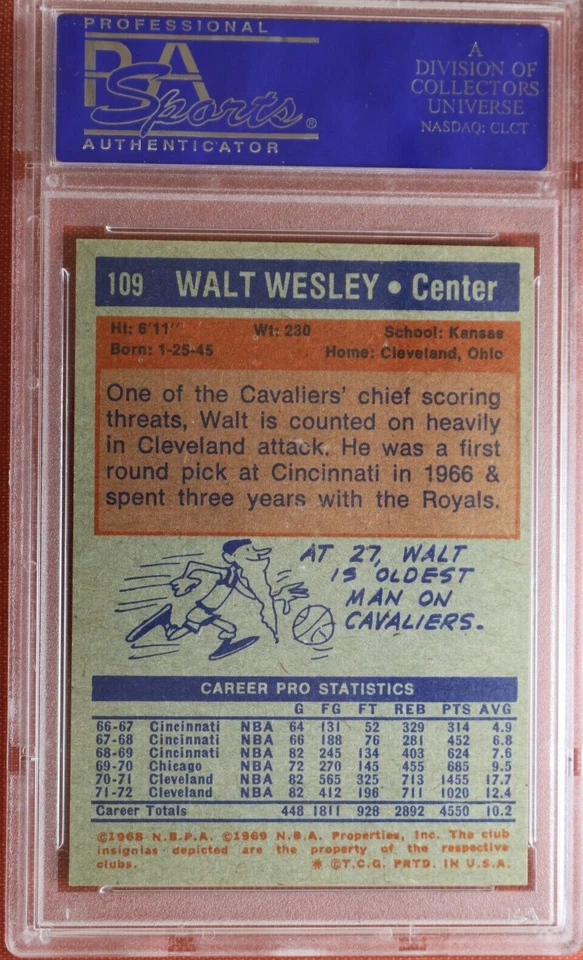 PROFESSIONAL
PSA
Sports®
AUTHENTICATOR
A
DIVISION OF
COLLECTORS
UNIVERSE
NASDAQ: CLCT
109 WALT WESLEY • Center
Ht: 6'11" Wt: 230 School: Kansas
Born: 1-25-45 Home: Cleveland, Ohio
One of the Cavaliers' chief scoring
threats, Walt is counted on heavily
in Cleveland attack. He was a first
round pick at Cincinnati in 1966 &
spent three years with the Royals.
AT 27, WALT
IS OLDEST
MAN ON
CAVALIERS.
CAREER PRO STATISTICS
G FG FT REB PTS AVG
66-67 Cincinnati NBA 64 131 52 329 314 4.9
67-68 Cincinnati NBA 66 188 76 281 452 6.8
68-69 Cincinnati NBA 82 245 134 403 624 7.6
69-70 Chicago NBA 72 270 145 455 685 9.5
70-71 Cleveland NBA 82 565 325 713 1455 17.7
71-72 Cleveland NBA 82 412 196 711 1020 12.4
Career Totals 448 1811 928 2892 4550 10.2
©1968 N.B.P.A. ©1969 N.B.A. Properties, Inc. The club
insignias depicted are the property of the respective
clubs. * ©T.C.G. PRTD. IN U.S.A.